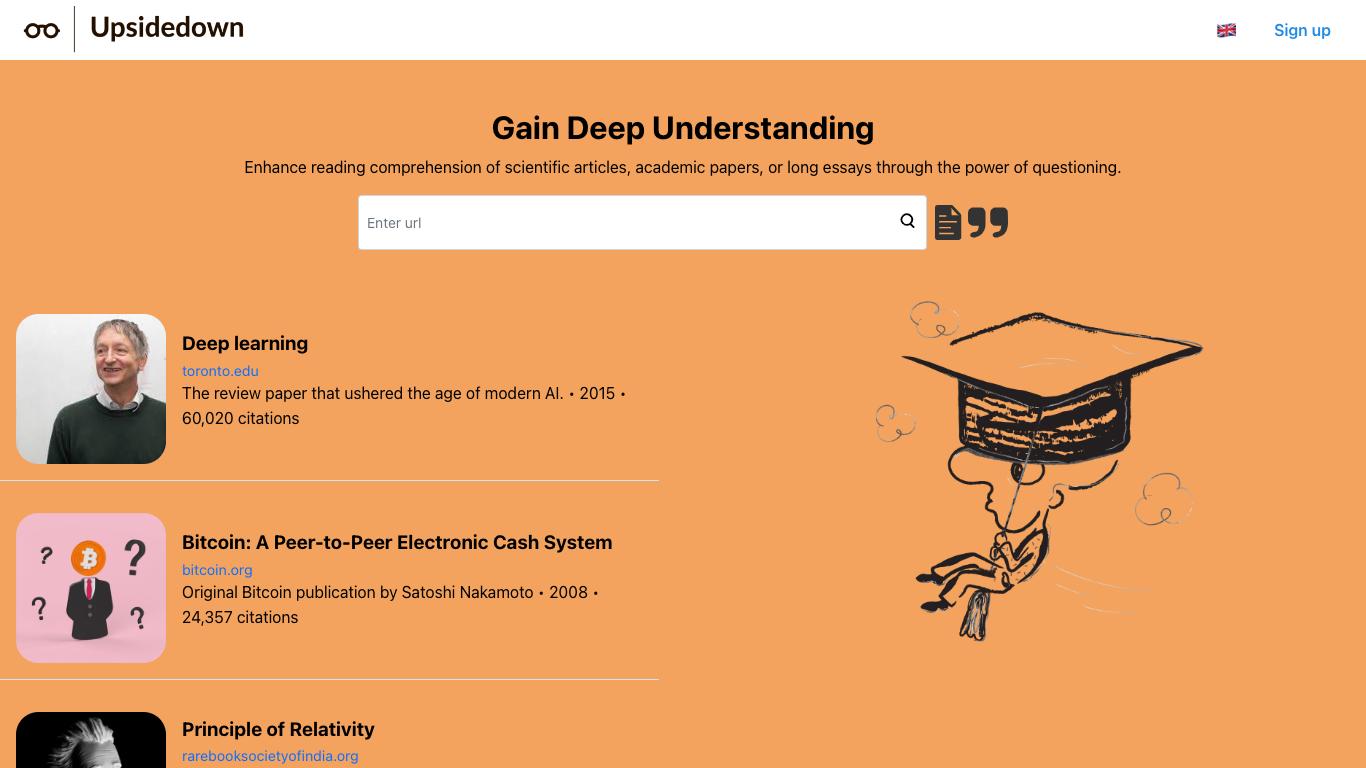 Upsidedown
Sign up
Gain Deep Understanding
Enhance reading comprehension of scientific articles, academic papers, or long essays through the power of questioning.
Enter url
Deep learning
toronto.edu
The review paper that ushered the age of modern AI. • 2015 •
60,020 citations
? ?
? ?
Bitcoin: A Peer-to-Peer Electronic Cash System
bitcoin.org
Original Bitcoin publication by Satoshi Nakamoto • 2008 •
24,357 citations
Principle of Relativity
rarebooksocietyofindia.org